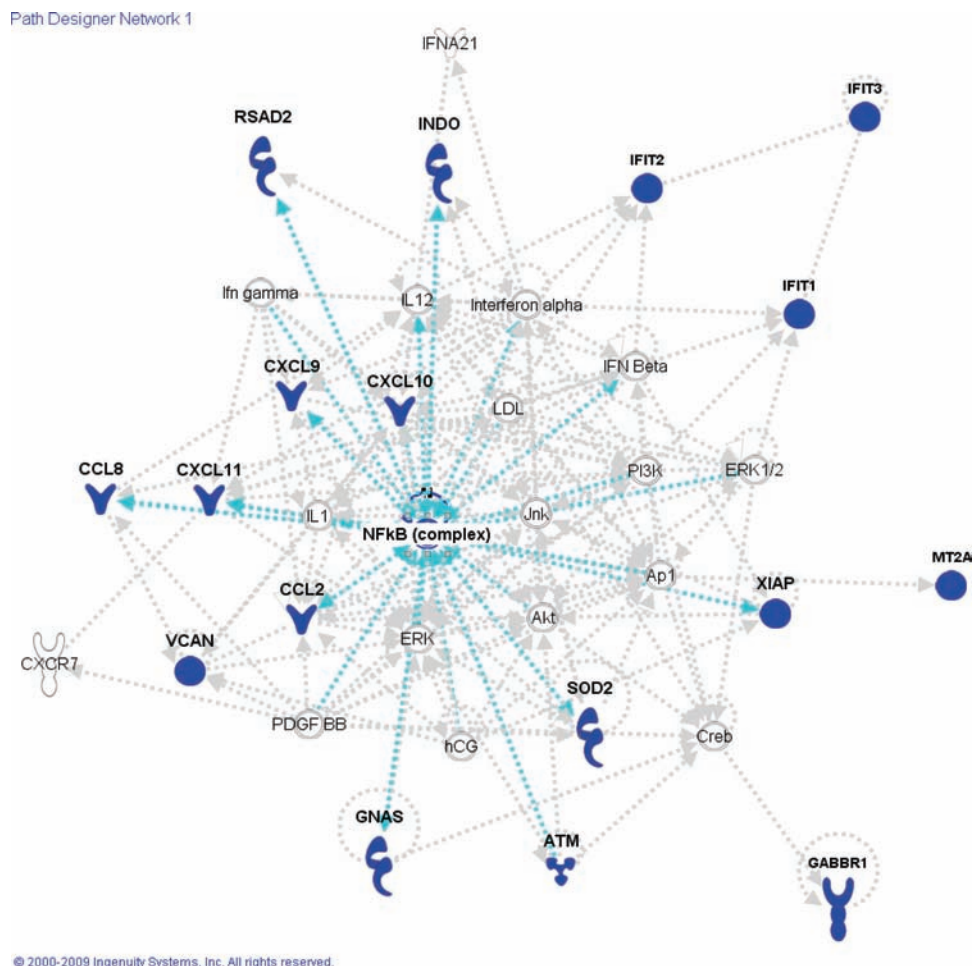 Path Designer Network 1
IFNA21
IFIT3
RSAD2
INDO
IFIT2
Ifn gamma
IL12
Interferon alpha
IFIT1
CXCL9
CXCL10
IFN Beta
LDL
CCL8
CXCL11
PI3K
ERK1/2
IL1
Jnk
NFkB (complex)
Ap1
XIAP
MT2A
CCL2
Akt
VCAN
ERK
CXCR7
SOD2
PDGF BB
hCG
Creb
GNAS
ATM
GABBR1
© 2000-2009 Ingenuity Systems, Inc. All rights reserved.